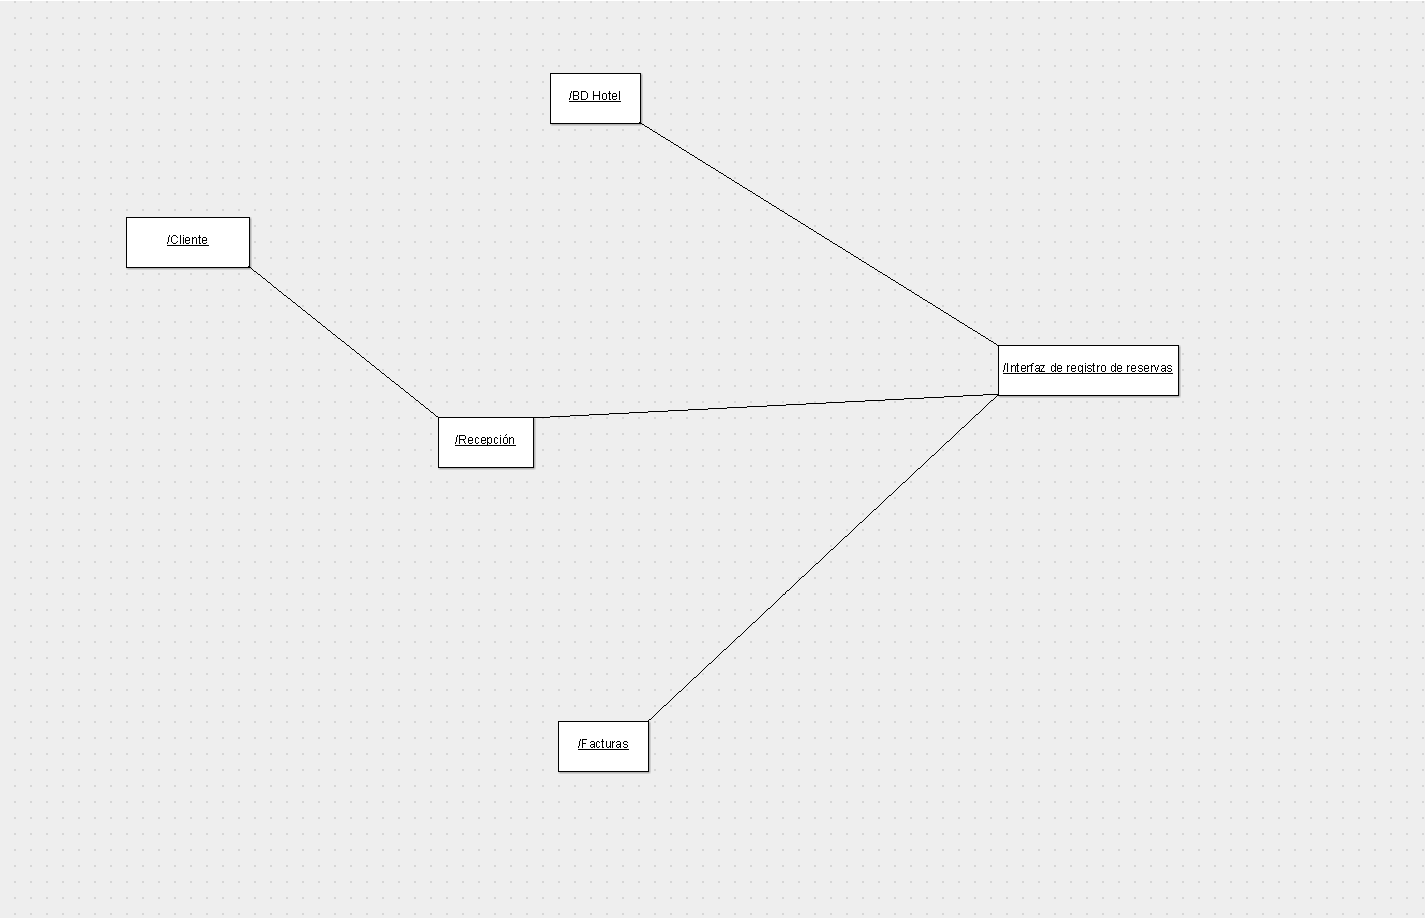 /BD Hotel
/Cliente
/Interfaz de registro de reservas
/Recepción
/Facturas